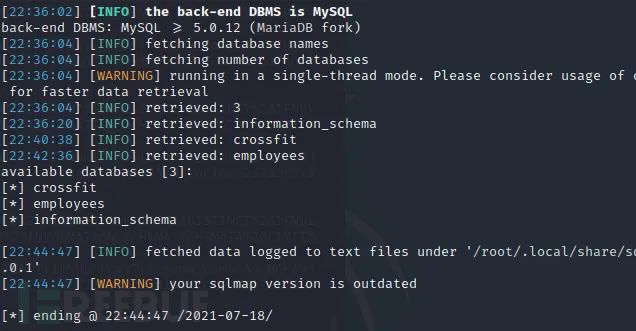 [22:36:02] [INFO] the back-end DBMS is MySQL
back-end DBMS: MySQL ≥ 5.0.12 (MariaDB fork)
[22:36:04] [INFO] fetching database names
[22:36:04] [INFO] fetching number of databases
[22:36:04] [WARNING] running in a single-thread mode. Please consider usage of
for faster data retrieval
[22:36:04] [INFO] retrieved: 3
[22:36:20] [INFO] retrieved: information_schema
[22:40:38] [INFO] retrieved: crossfit
[22:42:36] [INFO] retrieved: employees
available databases [3]:
[*] crossfit
[*] employees
[*] information_schema
[22:44:47] [INFO] fetched data logged to text files under '/root/.local/share/sq
.0.1'
[22:44:47] [WARNING] your sqlmap version is outdated
[*] ending @ 22:44:47 /2021-07-18/